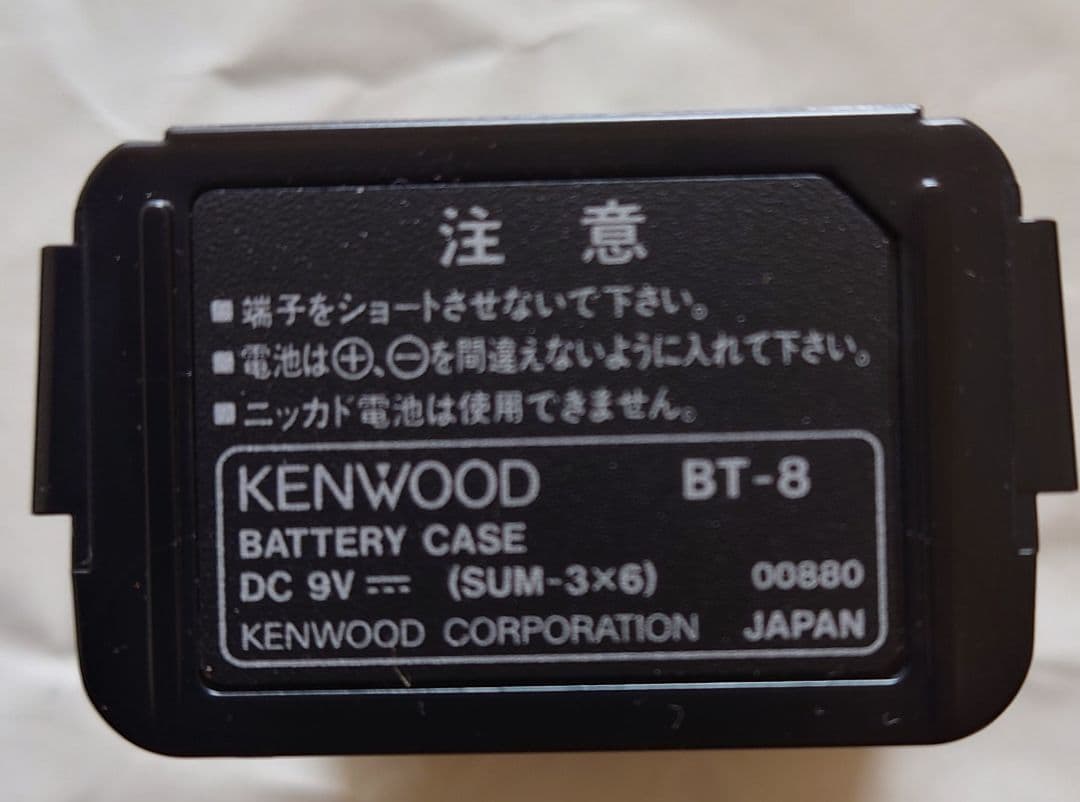 注 意
■端子をショートさせないで下さい。
■電池は⊕、⊖を間違えないように入れて下さい。
■ニッカド電池は使用できません。
KENWOOD BT-8
BATTERY CASE
DC 9V ⎓ (SUM-3×6) 00880
KENWOOD CORPORATION JAPAN